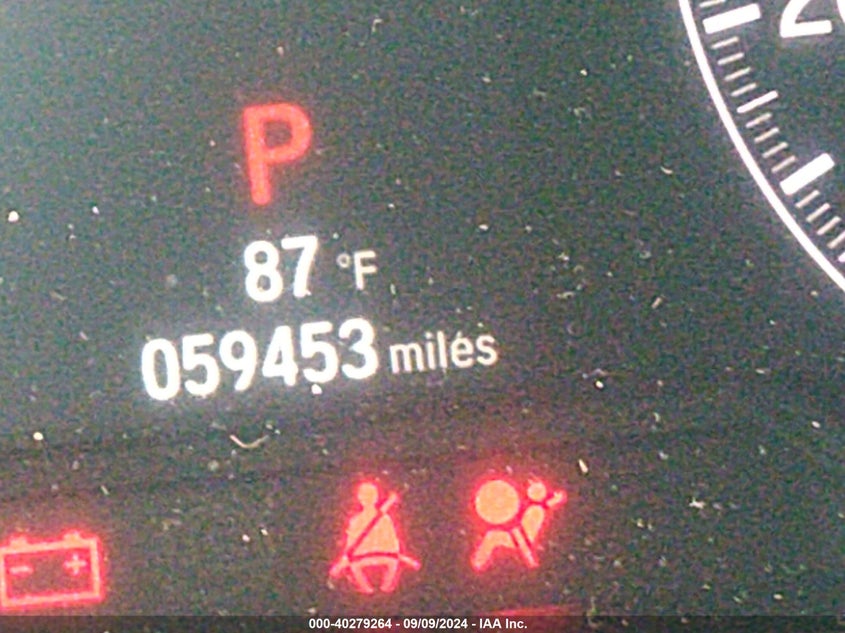 P
87 °F
059453 miles
000-40279264 - 09/09/2024 - IAA Inc.